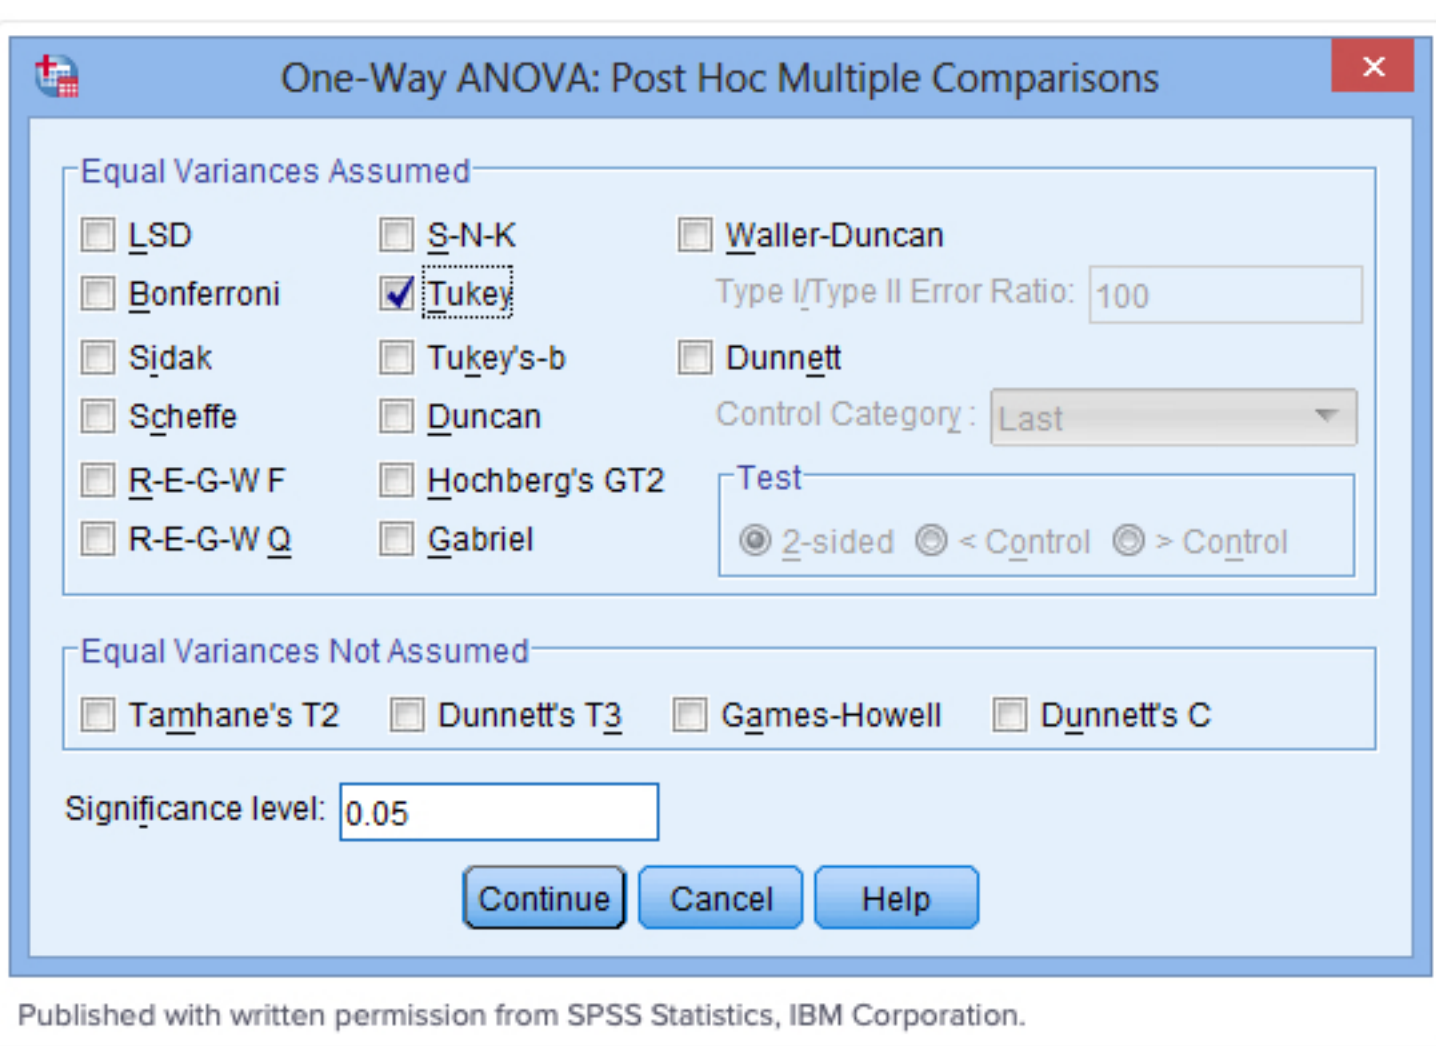 One-Way ANOVA: Post Hoc Multiple Comparisons
Equal Variances Assumed
LSD S-N-K Waller-Duncan
Bonferroni Tukey Type I/Type II Error Ratio: 100
Sidak Tukey's-b Dunnett
Scheffe Duncan Control Category : Last
R-E-G-W F Hochberg's GT2 Test
R-E-G-W Q Gabriel 2-sided < Control > Control
Equal Variances Not Assumed
Tamhane's T2 Dunnett's T3 Games-Howell Dunnett's C
Significance level: 0.05
Continue Cancel Help
Published with written permission from SPSS Statistics, IBM Corporation.